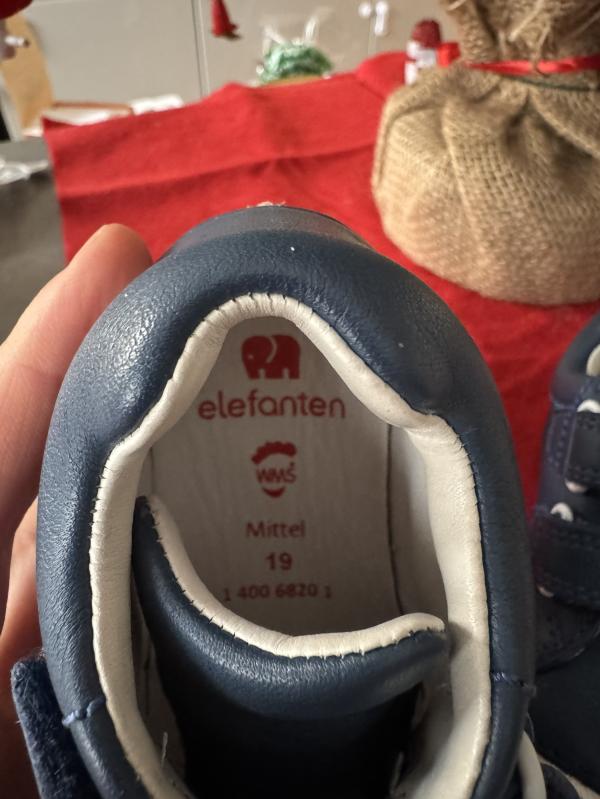 elefanten
WMS
Mittel
19
1 400 6820 1